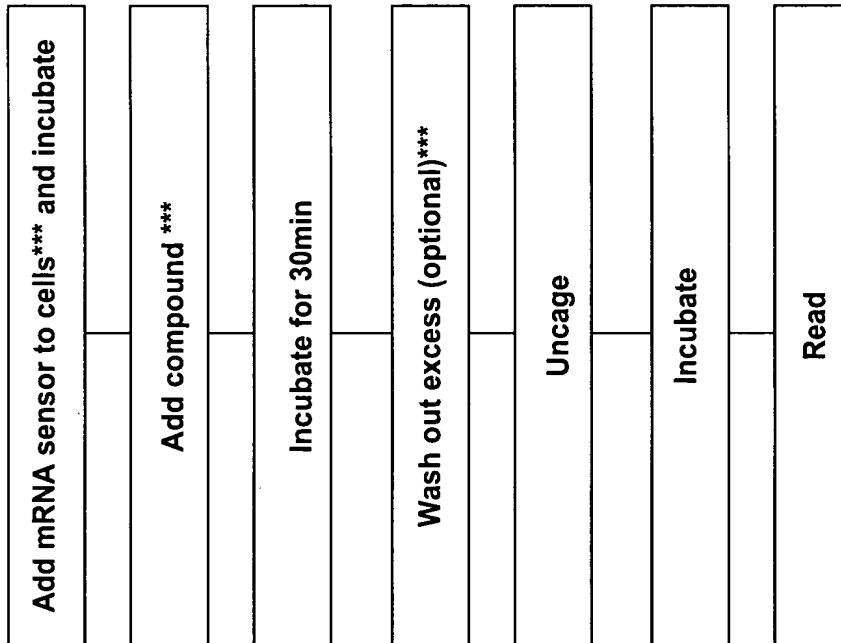 Add mRNA sensor to cells*** and incubate
Add compound ***
Incubate for 30min
Wash out excess (optional)***
Uncage
Incubate
Read